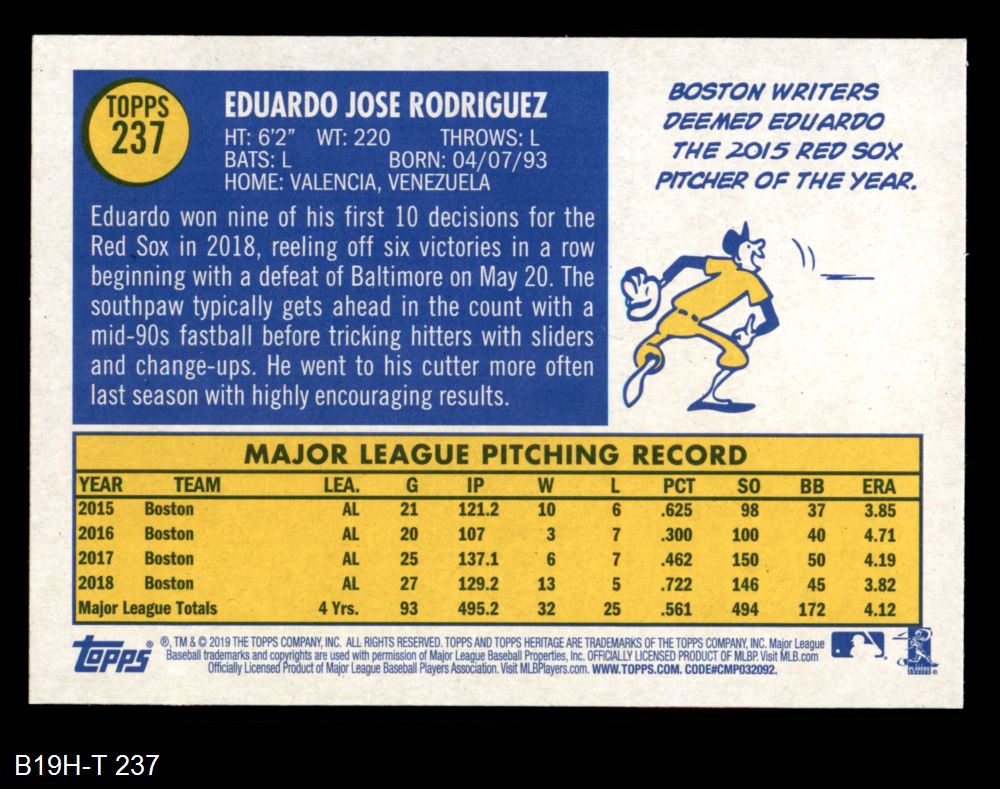 TOPPS
237
EDUARDO JOSE RODRIGUEZ
HT: 6'2" WT: 220 THROWS: L
BATS: L BORN: 04/07/93
HOME: VALENCIA, VENEZUELA
Eduardo won nine of his first 10 decisions for the
Red Sox in 2018, reeling off six victories in a row
beginning with a defeat of Baltimore on May 20. The
southpaw typically gets ahead in the count with a
mid-90s fastball before tricking hitters with sliders
and change-ups. He went to his cutter more often
last season with highly encouraging results.
BOSTON WRITERS
DEEMED EDUARDO
THE 2015 RED SOX
PITCHER OF THE YEAR.
MAJOR LEAGUE PITCHING RECORD
YEAR TEAM LEA. G IP W L PCT SO BB ERA
2015 Boston AL 21 121.2 10 6 .625 98 37 3.85
2016 Boston AL 20 107 3 7 .300 100 40 4.71
2017 Boston AL 25 137.1 6 7 .462 150 50 4.19
2018 Boston AL 27 129.2 13 5 .722 146 45 3.82
Major League Totals 4 Yrs. 93 495.2 32 25 .561 494 172 4.12
Topps ®, TM & © 2019 THE TOPPS COMPANY, INC. ALL RIGHTS RESERVED. TOPPS AND TOPPS HERITAGE ARE TRADEMARKS OF THE TOPPS COMPANY, INC. Major League
Baseball trademarks and copyrights are used with permission of Major League Baseball Properties, Inc. OFFICIALLY LICENSED PRODUCT OF MLBP. Visit MLB.com
Officially Licensed Product of Major League Baseball Players Association. Visit MLBPlayers.com. WWW.TOPPS.COM. CODE#CMP032092.
B19H-T 237